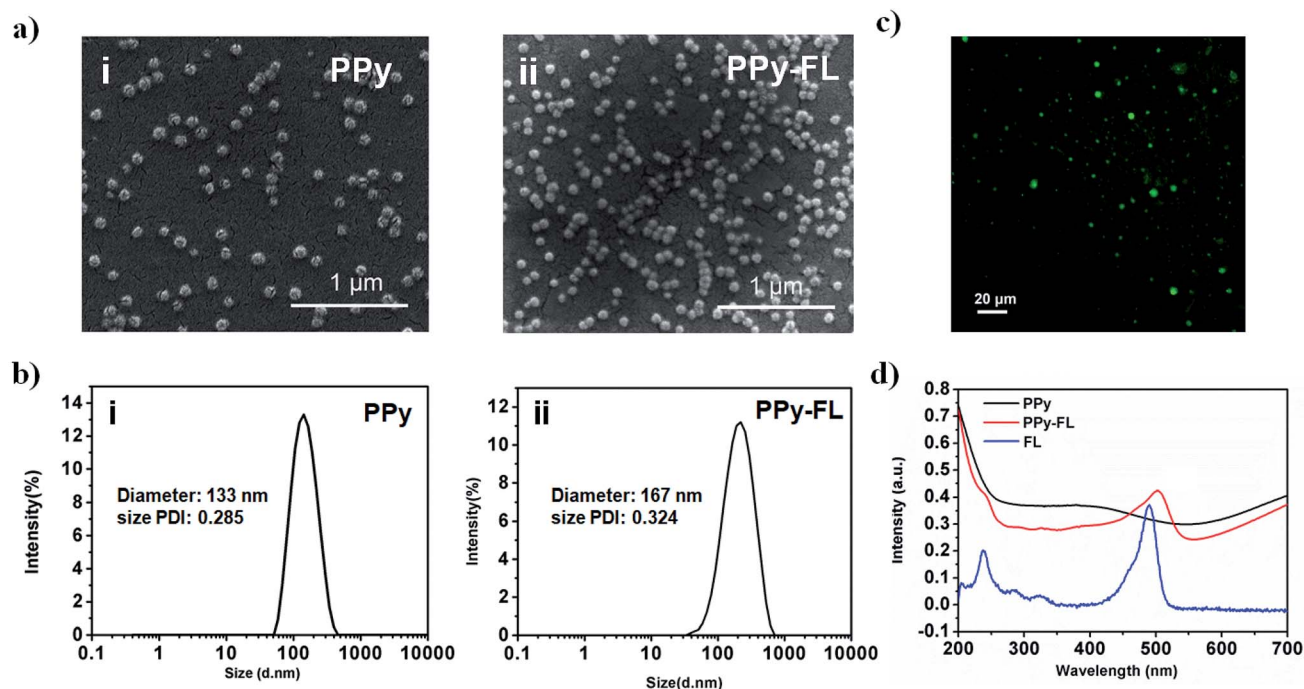 a)
i
PPy
1 µm
ii
PPy-FL
1 µm
c)
20 µm
b)
i
PPy
Diameter: 133 nm
size PDI: 0.285
Intensity(%)
14
12
10
8
6
4
2
0
0.1 1 10 100 1000 10000
Size (d.nm)
ii
PPy-FL
Diameter: 167 nm
size PDI: 0.324
Intensity(%)
12
10
8
6
4
2
0
0.1 1 10 100 1000 10000
Size(d.nm)
d)
PPy
PPy-FL
FL
Intensity (a.u.)
0.8
0.7
0.6
0.5
0.4
0.3
0.2
0.1
0.0
-0.1
200 300 400 500 600 700
Wavelength (nm)